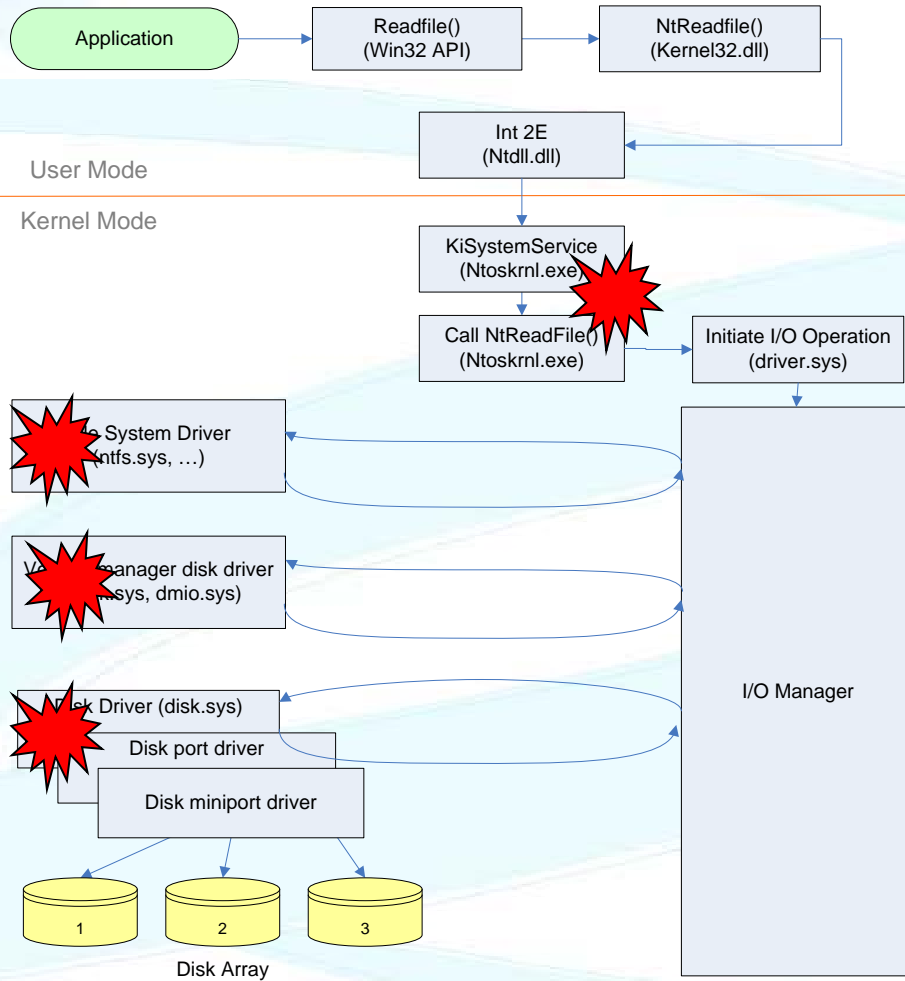 Application
Readfile()
(Win32 API)
NtReadfile()
(Kernel32.dll)
Int 2E
(Ntdll.dll)
User Mode
Kernel Mode
KiSystemService
(Ntoskrnl.exe)
Call NtReadFile()
(Ntoskrnl.exe)
Initiate I/O Operation
(driver.sys)
System Driver
(ntfs.sys, …)
manager disk driver
dmio.sys)
I/O Manager
Disk Driver (disk.sys)
Disk port driver
Disk miniport driver
1
2
3
Disk Array